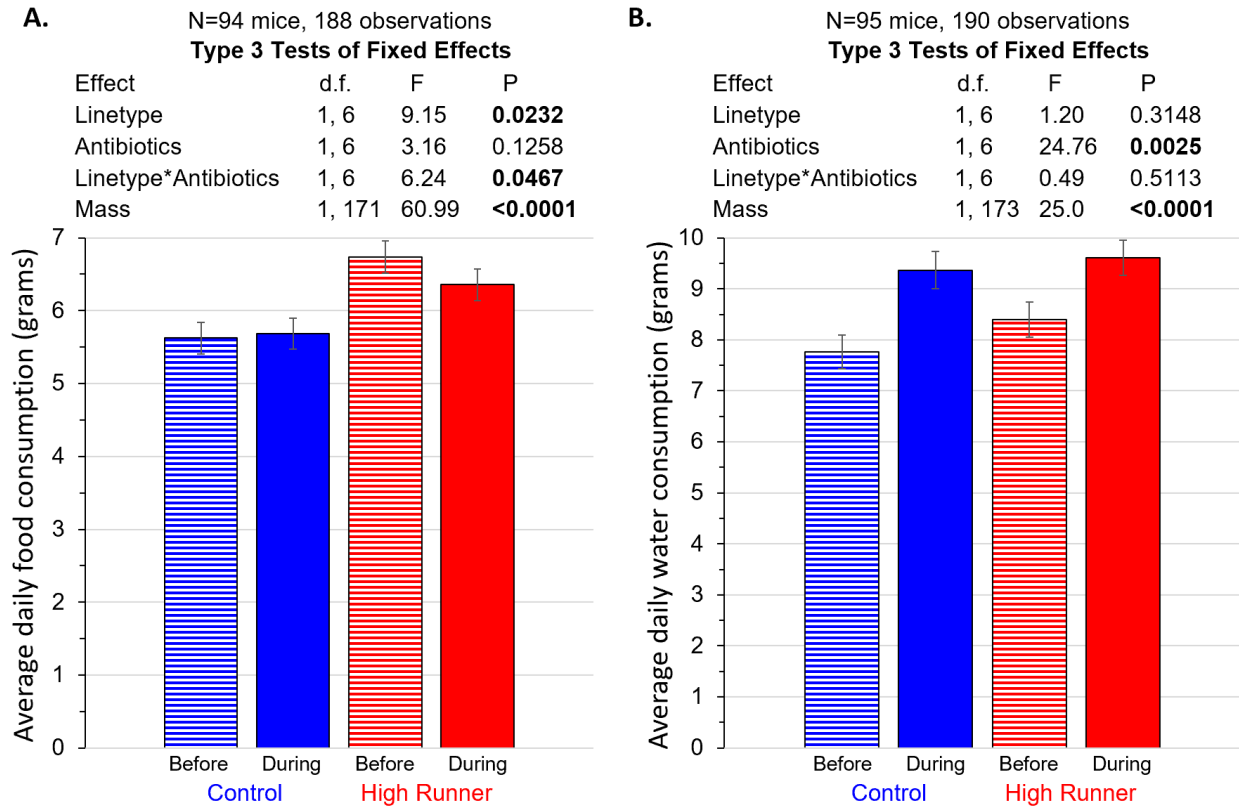 A.
N=94 mice, 188 observations
Type 3 Tests of Fixed Effects
Effect d.f. F P
Linetype 1, 6 9.15 0.0232
Antibiotics 1, 6 3.16 0.1258
Linetype*Antibiotics 1, 6 6.24 0.0467
Mass 1, 171 60.99 <0.0001
Average daily food consumption (grams)
7
6
5
4
3
2
1
0
Before During Before During
Control High Runner
B.
N=95 mice, 190 observations
Type 3 Tests of Fixed Effects
Effect d.f. F P
Linetype 1, 6 1.20 0.3148
Antibiotics 1, 6 24.76 0.0025
Linetype*Antibiotics 1, 6 0.49 0.5113
Mass 1, 173 25.0 <0.0001
Average daily water consumption (grams)
10
9
8
7
6
5
4
3
2
1
0
Before During Before During
Control High Runner